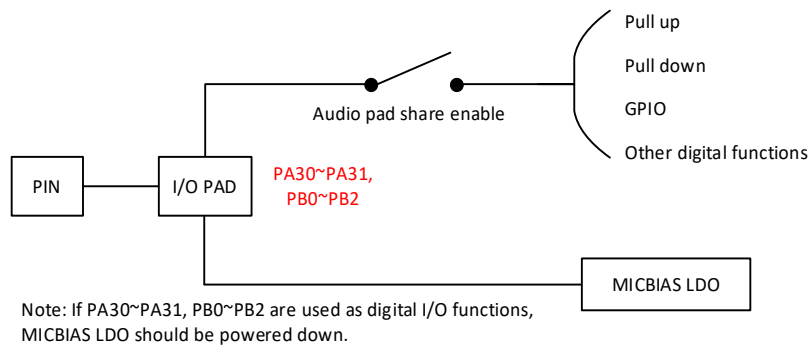 Pull up
Pull down
Audio pad share enable
GPIO
Other digital functions
PIN
I/O PAD
PA30~PA31,
PB0~PB2
MICBIAS LDO
Note: If PA30~PA31, PB0~PB2 are used as digital I/O functions,
MICBIAS LDO should be powered down.